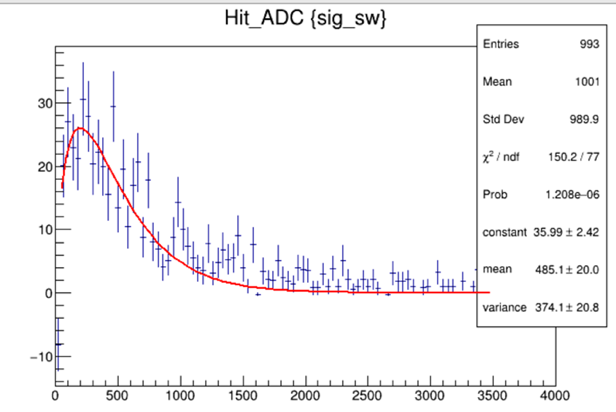 Hit_ADC {sig_sw}
Entries 993
Mean 1001
Std Dev 989.9
χ² / ndf 150.2 / 77
Prob 1.208e−06
constant 35.99 ± 2.42
mean 485.1 ± 20.0
variance 374.1 ± 20.8
30
20
10
0
−10
0 500 1000 1500 2000 2500 3000 3500 4000